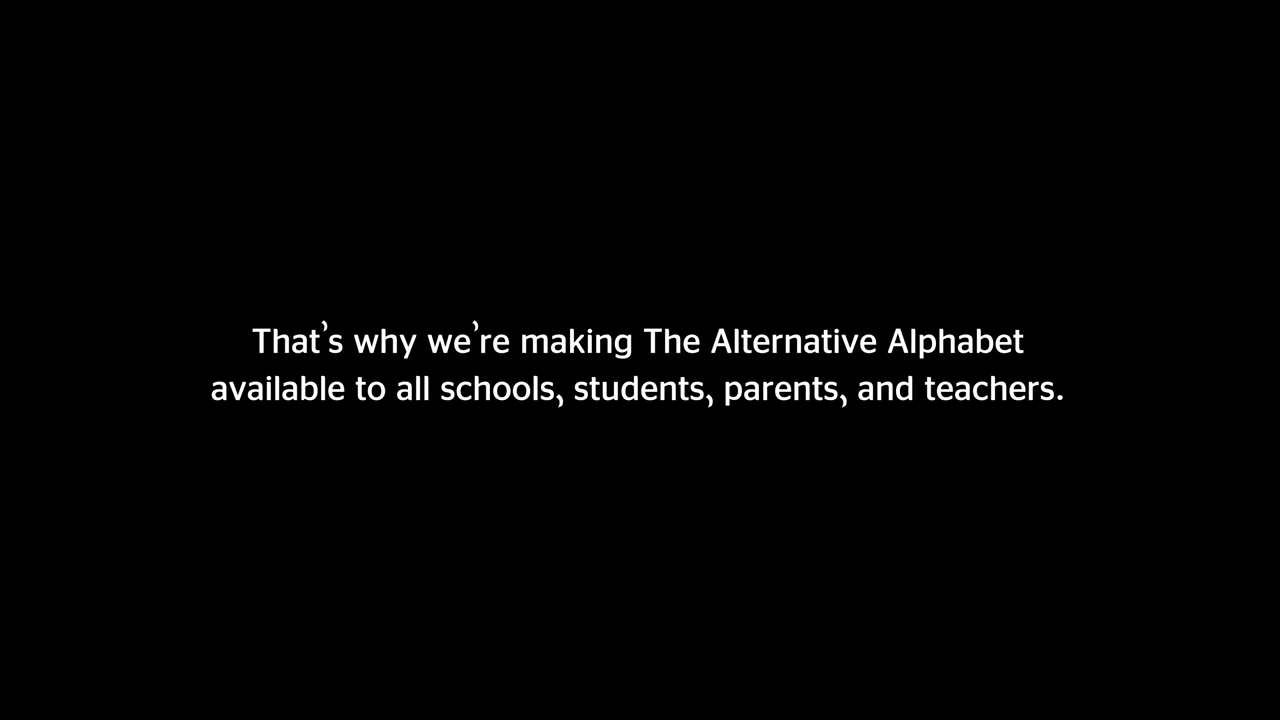 That’s why we’re making The Alternative Alphabet
available to all schools, students, parents, and teachers.